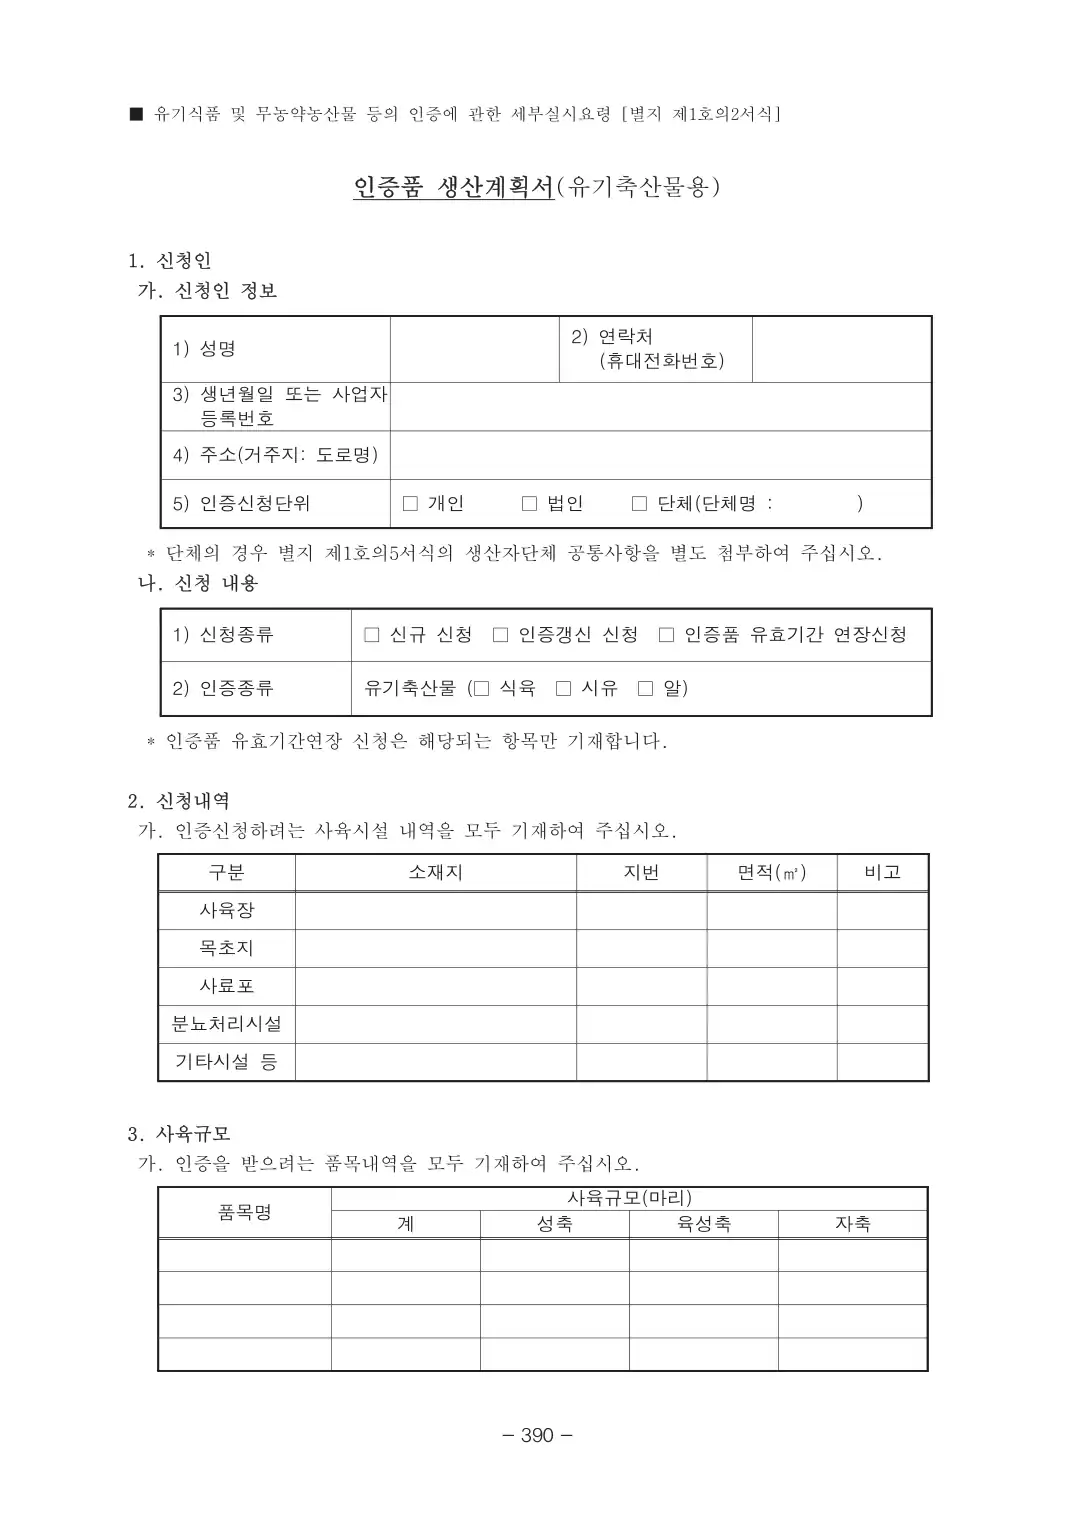 ■ 유기식품 및 무농약농산물 등의 인증에 관한 세부실시요령 [별지 제1호의2서식]
인증품 생산계획서(유기축산물용)
1. 신청인
가. 신청인 정보
1) 성명
2) 연락처
(휴대전화번호)
3) 생년월일 또는 사업자
등록번호
4) 주소(거주지: 도로명)
5) 인증신청단위 □ 개인 □ 법인 □ 단체(단체명 : )
* 단체의 경우 별지 제1호의5서식의 생산자단체 공통사항을 별도 첨부하여 주십시오.
나. 신청 내용
1) 신청종류 □ 신규 신청 □ 인증갱신 신청 □ 인증품 유효기간 연장신청
2) 인증종류 유기축산물 (□ 식육 □ 시유 □ 알)
* 인증품 유효기간연장 신청은 해당되는 항목만 기재합니다.
2. 신청내역
가. 인증신청하려는 사육시설 내역을 모두 기재하여 주십시오.
구분 소재지 지번 면적(㎡) 비고
사육장
목초지
사료포
분뇨처리시설
기타시설 등
3. 사육규모
가. 인증을 받으려는 품목내역을 모두 기재하여 주십시오.
품목명 사육규모(마리)
계 성축 육성축 자축
- 390 -